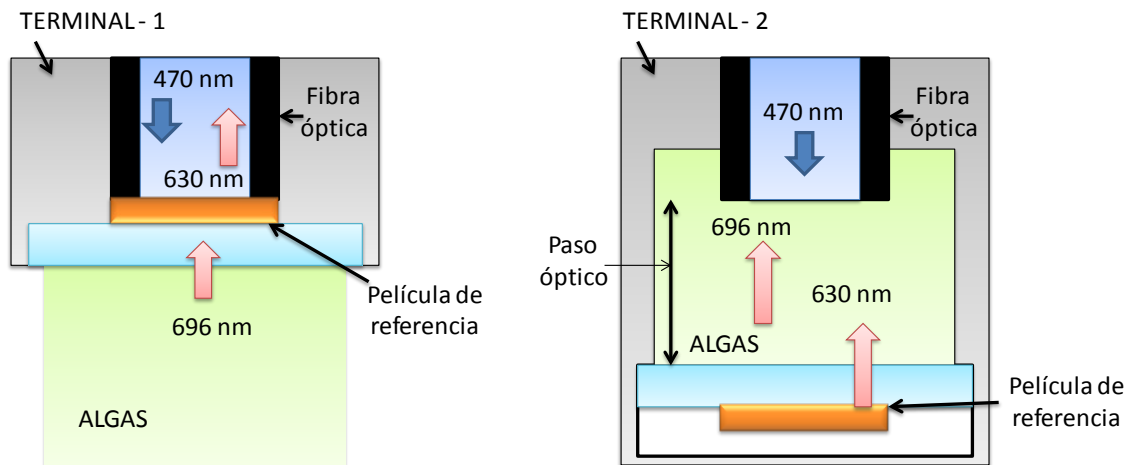 TERMINAL - 1
470 nm
Fibra
óptica
630 nm
696 nm
Película de
referencia
ALGAS
TERMINAL - 2
470 nm
Fibra
óptica
Paso
óptico
696 nm
630 nm
ALGAS
Película de
referencia